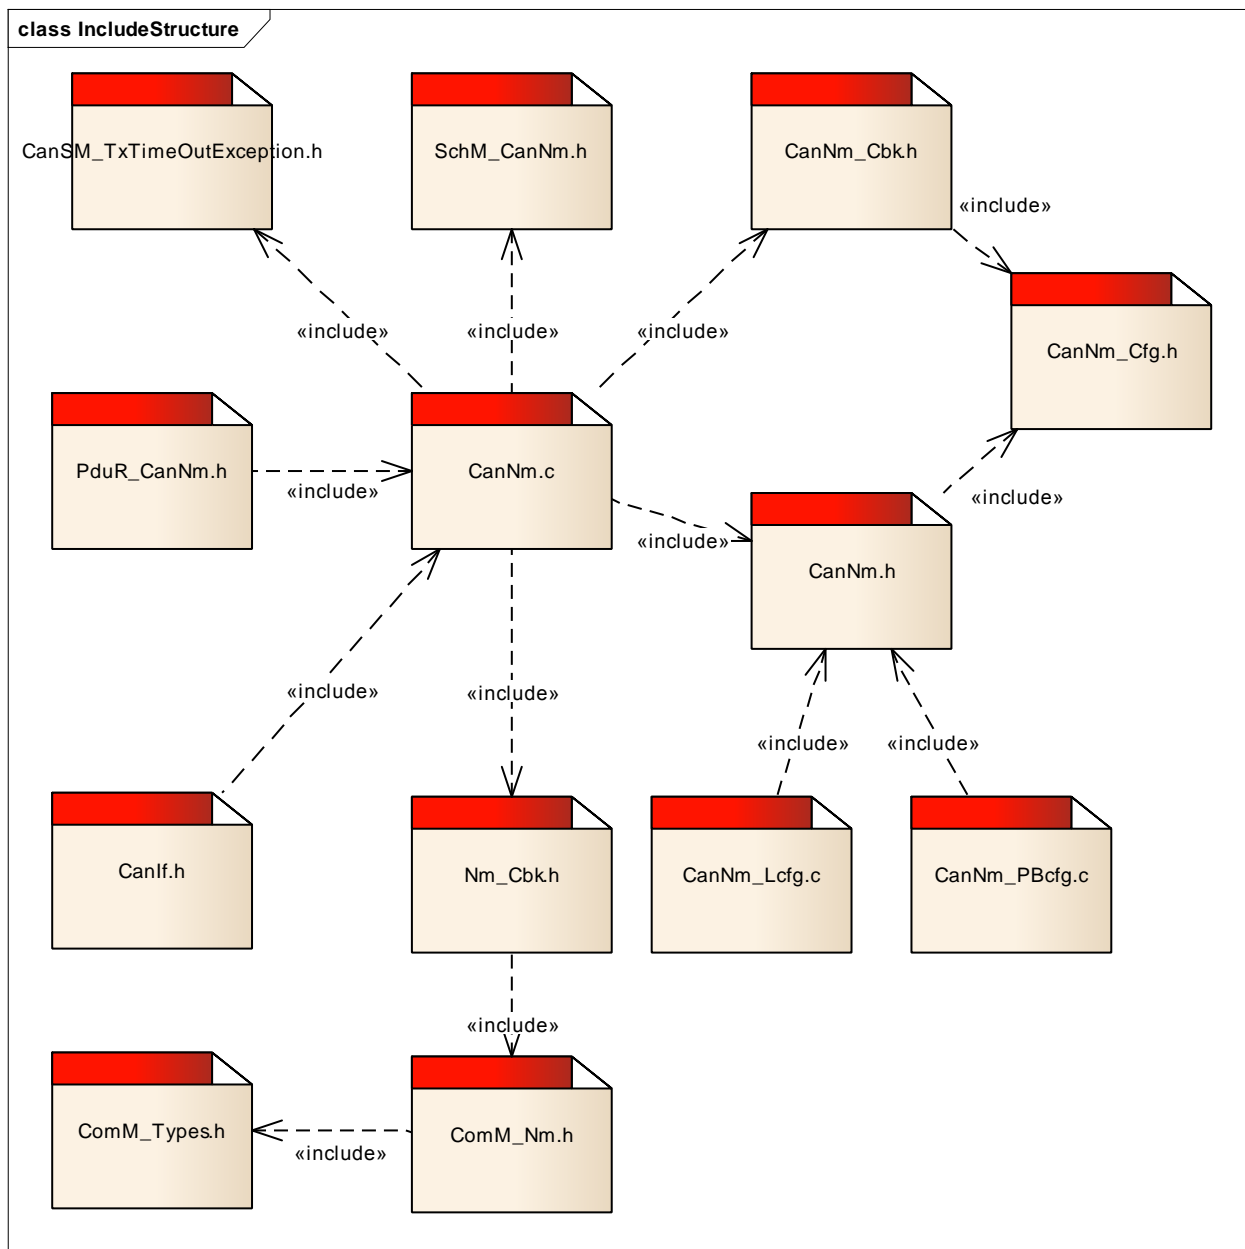 class IncludeStructure
CanSM_TxTimeOutException.h
SchM_CanNm.h
CanNm_Cbk.h
«include»
«include»
«include»
«include»
CanNm_Cfg.h
PduR_CanNm.h
CanNm.c
«include»
«include»
«include»
CanNm.h
«include»
«include»
«include»
«include»
CanIf.h
Nm_Cbk.h
CanNm_Lcfg.c
CanNm_PBcfg.c
«include»
ComM_Types.h
ComM_Nm.h
«include»